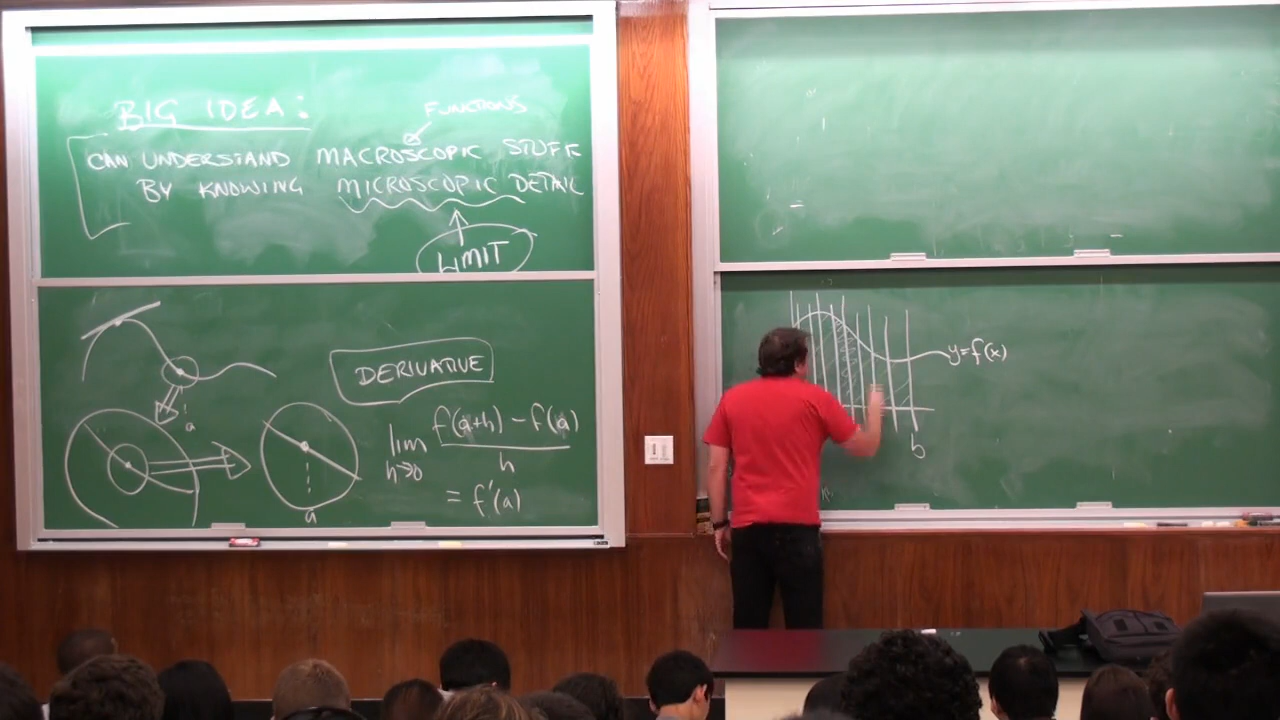 BIG IDEA:
FUNCTIONS
CAN UNDERSTAND MACROSCOPIC STUFF
BY KNOWING MICROSCOPIC DETAIL
LIMIT
a
a
DERIVATIVE
lim h→0 f(a+h) - f(a)
h
= f'(a)
y=f(x)
b